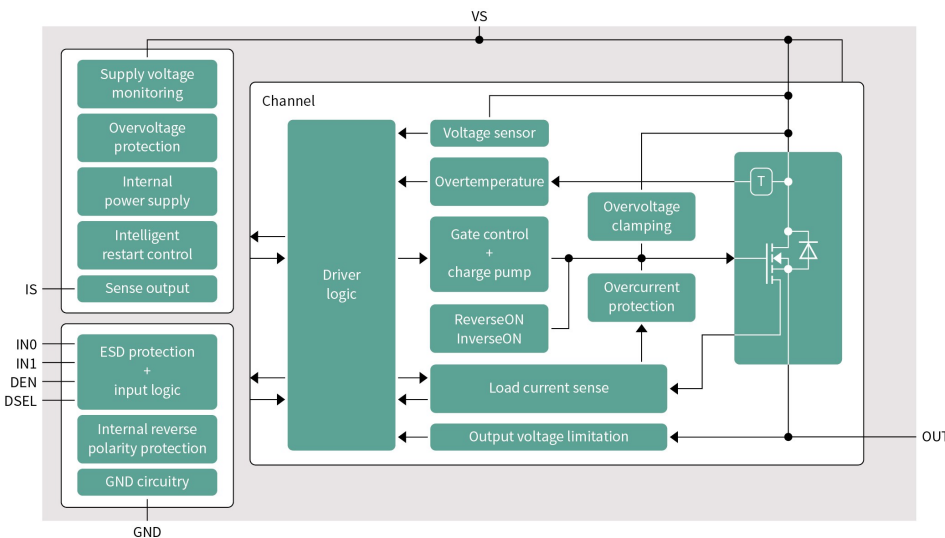 VS
Supply voltage
monitoring
Overvoltage
protection
Internal
power supply
Intelligent
restart control
Sense output
IS
IN0
IN1
DEN
DSEL
ESD protection
+
input logic
Internal reverse
polarity protection
GND circuitry
GND
Channel
Driver
logic
Voltage sensor
Overtemperature
Gate control
+
charge pump
ReverseON
InverseON
Load current sense
Output voltage limitation
Overvoltage
clamping
Overcurrent
protection
T
OUT